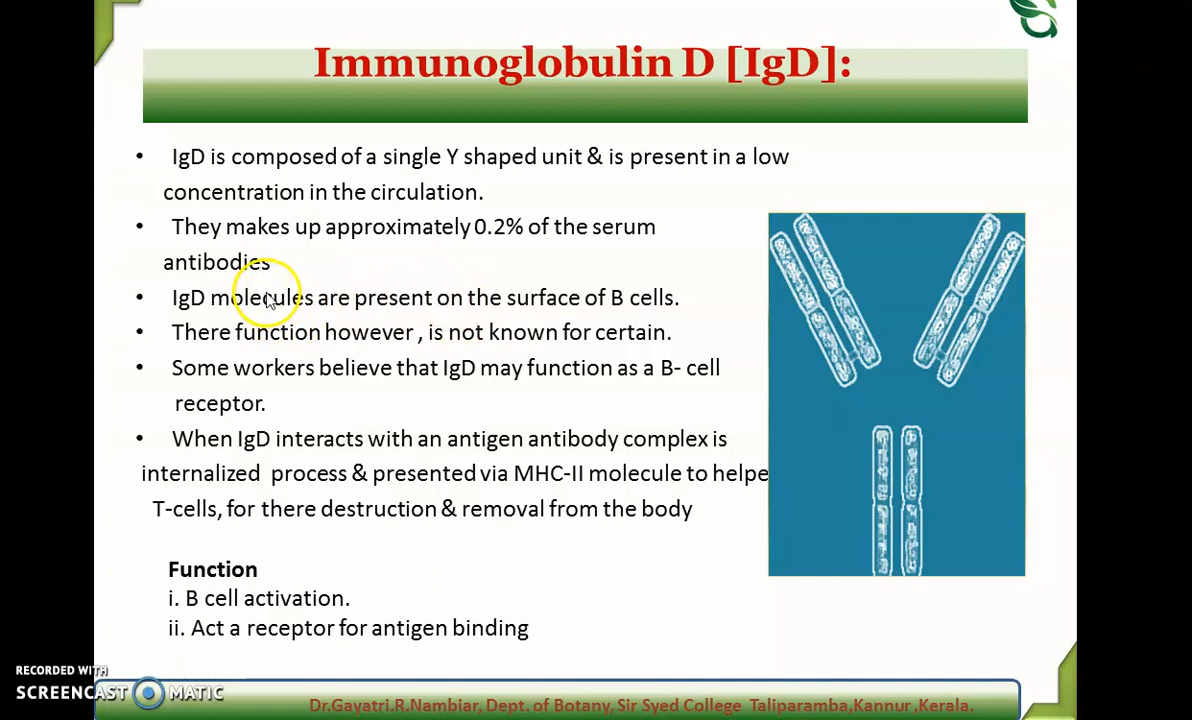 Immunoglobulin D [IgD]:
• IgD is composed of a single Y shaped unit & is present in a low
concentration in the circulation.
• They makes up approximately 0.2% of the serum
antibodies
• IgD molecules are present on the surface of B cells.
• There function however , is not known for certain.
• Some workers believe that IgD may function as a B- cell
receptor.
• When IgD interacts with an antigen antibody complex is
internalized process & presented via MHC-II molecule to helpe
T-cells, for there destruction & removal from the body
Function
i. B cell activation.
ii. Act a receptor for antigen binding
RECORDED WITH
SCREENCAST MATIC
Dr.Gayatri.R.Nambiar, Dept. of Botany, Sir Syed College Taliparamba,Kannur ,Kerala.